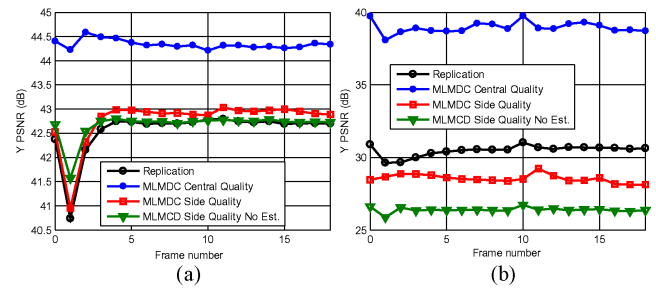 45
44.5
44
43.5
43
42.5
42
41.5
41
40.5
Y PSNR (dB)
Replication
MLMDC Central Quality
MLMDC Side Quality
MLMCD Side Quality No Est.
0 5 10 15
Frame number
(a)
40
35
30
25
Y PSNR (dB)
Replication
MLMDC Central Quality
MLMDC Side Quality
MLMCD Side Quality No Est.
0 5 10 15
Frame number
(b)